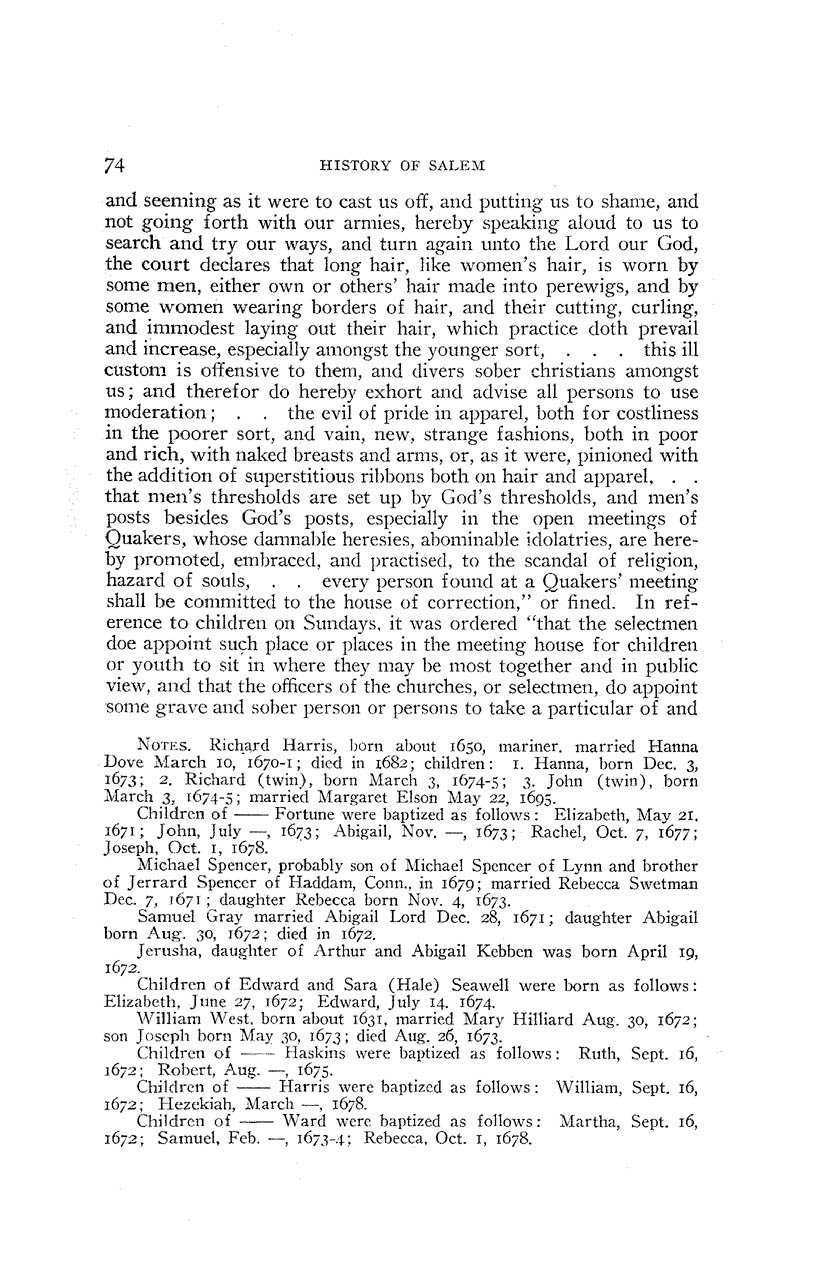 74 HISTORY OF SALEM
and seeming as it were to cast us off, and putting us to shame, and
not going forth with our armies, hereby speaking aloud to us to
search and try our ways, and turn again unto the Lord our God,
the court declares that long hair, like women's hair, is worn by
some men, either own or others' hair made into perewigs, and by
some women wearing borders of hair, and their cutting, curling,
and immodest laying out their hair, which practice doth prevail
and increase, especially amongst the younger sort, . . . this ill
custom is offensive to them, and divers sober christians amongst
us; and therefor do hereby exhort and advise all persons to use
moderation; . . the evil of pride in apparel, both for costliness
in the poorer sort, and vain, new, strange fashions, both in poor
and rich, with naked breasts and arms, or, as it were, pinioned with
the addition of superstitious ribbons both on hair and apparel, . .
that men's thresholds are set up by God's thresholds, and men's
posts besides God's posts, especially in the open meetings of
Quakers, whose damnable heresies, abominable idolatries, are here-
by promoted, embraced, and practised, to the scandal of religion,
hazard of souls, . . every person found at a Quakers' meeting
shall be committed to the house of correction," or fined. In ref-
erence to children on Sundays, it was ordered "that the selectmen
doe appoint such place or places in the meeting house for children
or youth to sit in where they may be most together and in public
view, and that the officers of the churches, or selectmen, do appoint
some grave and sober person or persons to take a particular of and
NOTES. Richard Harris, born about 1650, mariner, married Hanna
Dove March 10, 1670-1; died in 1682; children: 1. Hanna, born Dec. 3,
1673; 2. Richard (twin), born March 3, 1674-5; 3. John (twin), born
March 3, 1674-5; married Margaret Elson May 22, 1695.
Children of —— Fortune were baptized as follows: Elizabeth, May 21,
1671; John, July —, 1673; Abigail, Nov. —, 1673; Rachel, Oct. 7, 1677;
Joseph, Oct. 1, 1678.
Michael Spencer, probably son of Michael Spencer of Lynn and brother
of Jerrard Spencer of Haddam, Conn., in 1679; married Rebecca Swetman
Dec. 7, 1671; daughter Rebecca born Nov. 4, 1673.
Samuel Gray married Abigail Lord Dec. 28, 1671; daughter Abigail
born Aug. 30, 1672; died in 1672.
Jerusha, daughter of Arthur and Abigail Kebben was born April 19,
1672.
Children of Edward and Sara (Hale) Seawell were born as follows:
Elizabeth, June 27, 1672; Edward, July 14, 1674.
William West, born about 1631, married Mary Hilliard Aug. 30, 1672;
son Joseph born May 30, 1673; died Aug. 26, 1673.
Children of —— Haskins were baptized as follows: Ruth, Sept. 16,
1672; Robert, Aug. —, 1675.
Children of —— Harris were baptized as follows: William, Sept. 16,
1672; Hezekiah, March —, 1678.
Children of —— Ward were baptized as follows: Martha, Sept. 16,
1672; Samuel, Feb. —, 1673-4; Rebecca, Oct. 1, 1678.